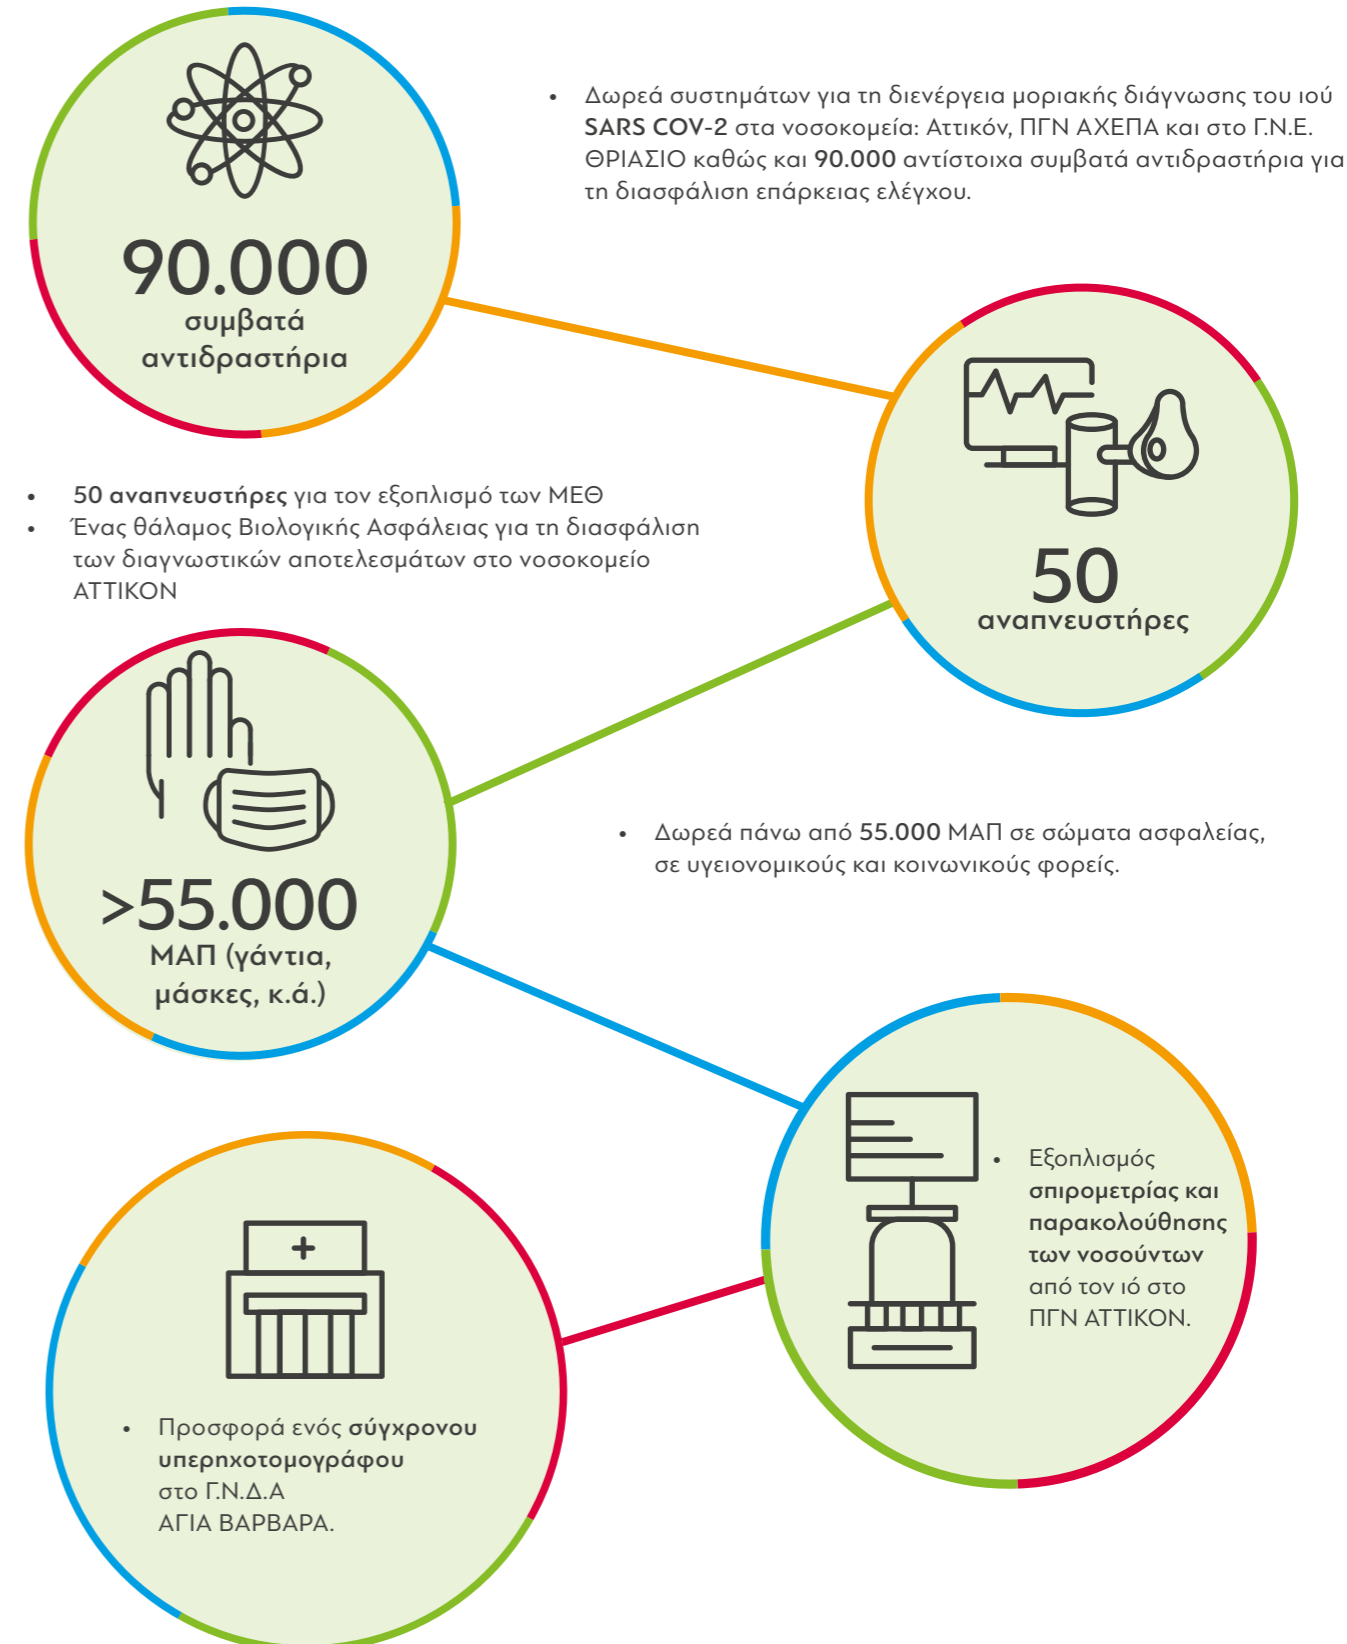 • Δωρεά συστημάτων για τη διενέργεια μοριακής διάγνωσης του ιού
SARS COV-2 στα νοσοκομεία: Αττικόν, ΠΓΝ ΑΧΕΠΑ και στο Γ.Ν.Ε.
ΘΡΙΑΣΙΟ καθώς και 90.000 αντίστοιχα συμβατά αντιδραστήρια για
τη διασφάλιση επάρκειας ελέγχου.
90.000
συμβατά
αντιδραστήρια
• 50 αναπνευστήρες για τον εξοπλισμό των ΜΕΘ
• Ένας θάλαμος Βιολογικής Ασφάλειας για τη διασφάλιση
των διαγνωστικών αποτελεσμάτων στο νοσοκομείο
ΑΤΤΙΚΟΝ
50
αναπνευστήρες
>55.000
ΜΑΠ (γάντια,
μάσκες, κ.ά.)
• Δωρεά πάνω από 55.000 ΜΑΠ σε σώματα ασφαλείας,
σε υγειονομικούς και κοινωνικούς φορείς.
• Εξοπλισμός
σπιρομετρίας και
παρακολούθησης
των νοσούντων
από τον ιό στο
ΠΓΝ ΑΤΤΙΚΟΝ.
• Προσφορά ενός σύγχρονου
υπερηχοτομογράφου
στο Γ.Ν.Δ.Α
ΑΓΙΑ ΒΑΡΒΑΡΑ.